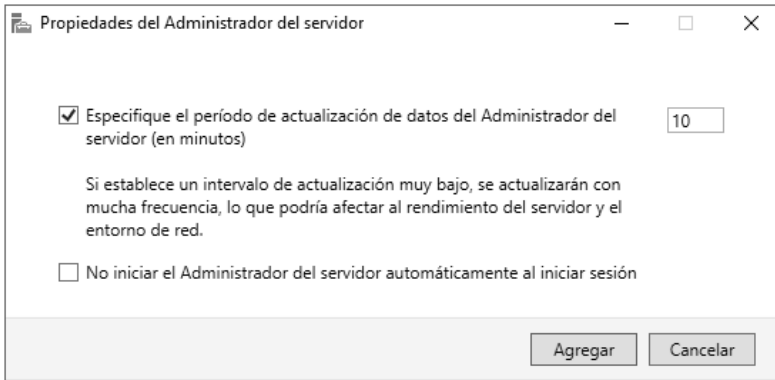 Propiedades del Administrador del servidor
Especifique el período de actualización de datos del Administrador del
servidor (en minutos)
10
Si establece un intervalo de actualización muy bajo, se actualizarán con
mucha frecuencia, lo que podría afectar al rendimiento del servidor y el
entorno de red.
No iniciar el Administrador del servidor automáticamente al iniciar sesión
Agregar
Cancelar